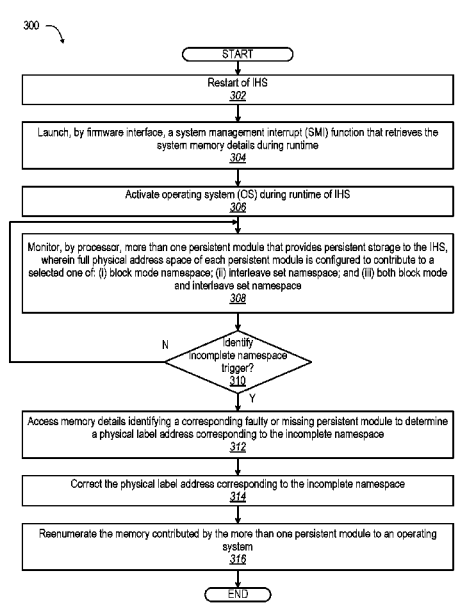 300
START
Restart of IHS
302
Launch, by firmware interface, a system management interrupt (SMI) function that retrieves the
system memory details during runtime
304
Activate operating system (OS) during runtime of IHS
306
Monitor, by processor, more than one persistent module that provides persistent storage to the IHS,
wherein full physical address space of each persistent module is configured to contribute to a
selected one of: (i) block mode namespace; (ii) interleave set namespace; and (iii) both block mode
and interleave set namespace
308
N
Identify
incomplete namespace
trigger?
310
Y
Access memory details identifying a corresponding faulty or missing persistent module to determine
a physical label address corresponding to the incomplete namespace
312
Correct the physical label address corresponding to the incomplete namespace
314
Reenumerate the memory contributed by the more than one persistent module to an operating
system
316
END